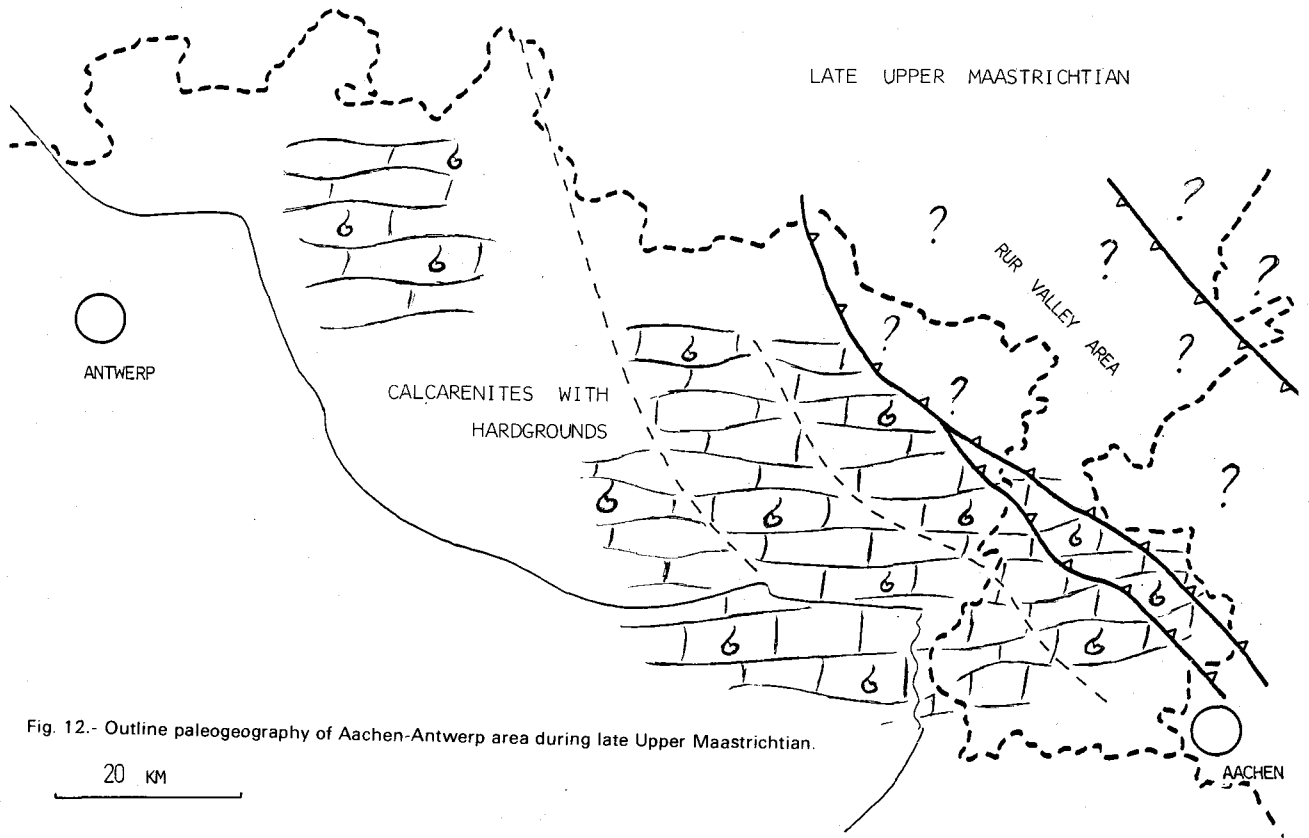 LATE UPPER MAASTRICHTIAN
?
?
?
RUR VALLEY AREA
?
?
?
?
?
?
ANTWERP
CALCARENITES WITH
HARDGROUNDS
Fig. 12.- Outline paleogeography of Aachen-Antwerp area during late Upper Maastrichtian.
20 KM
AACHEN